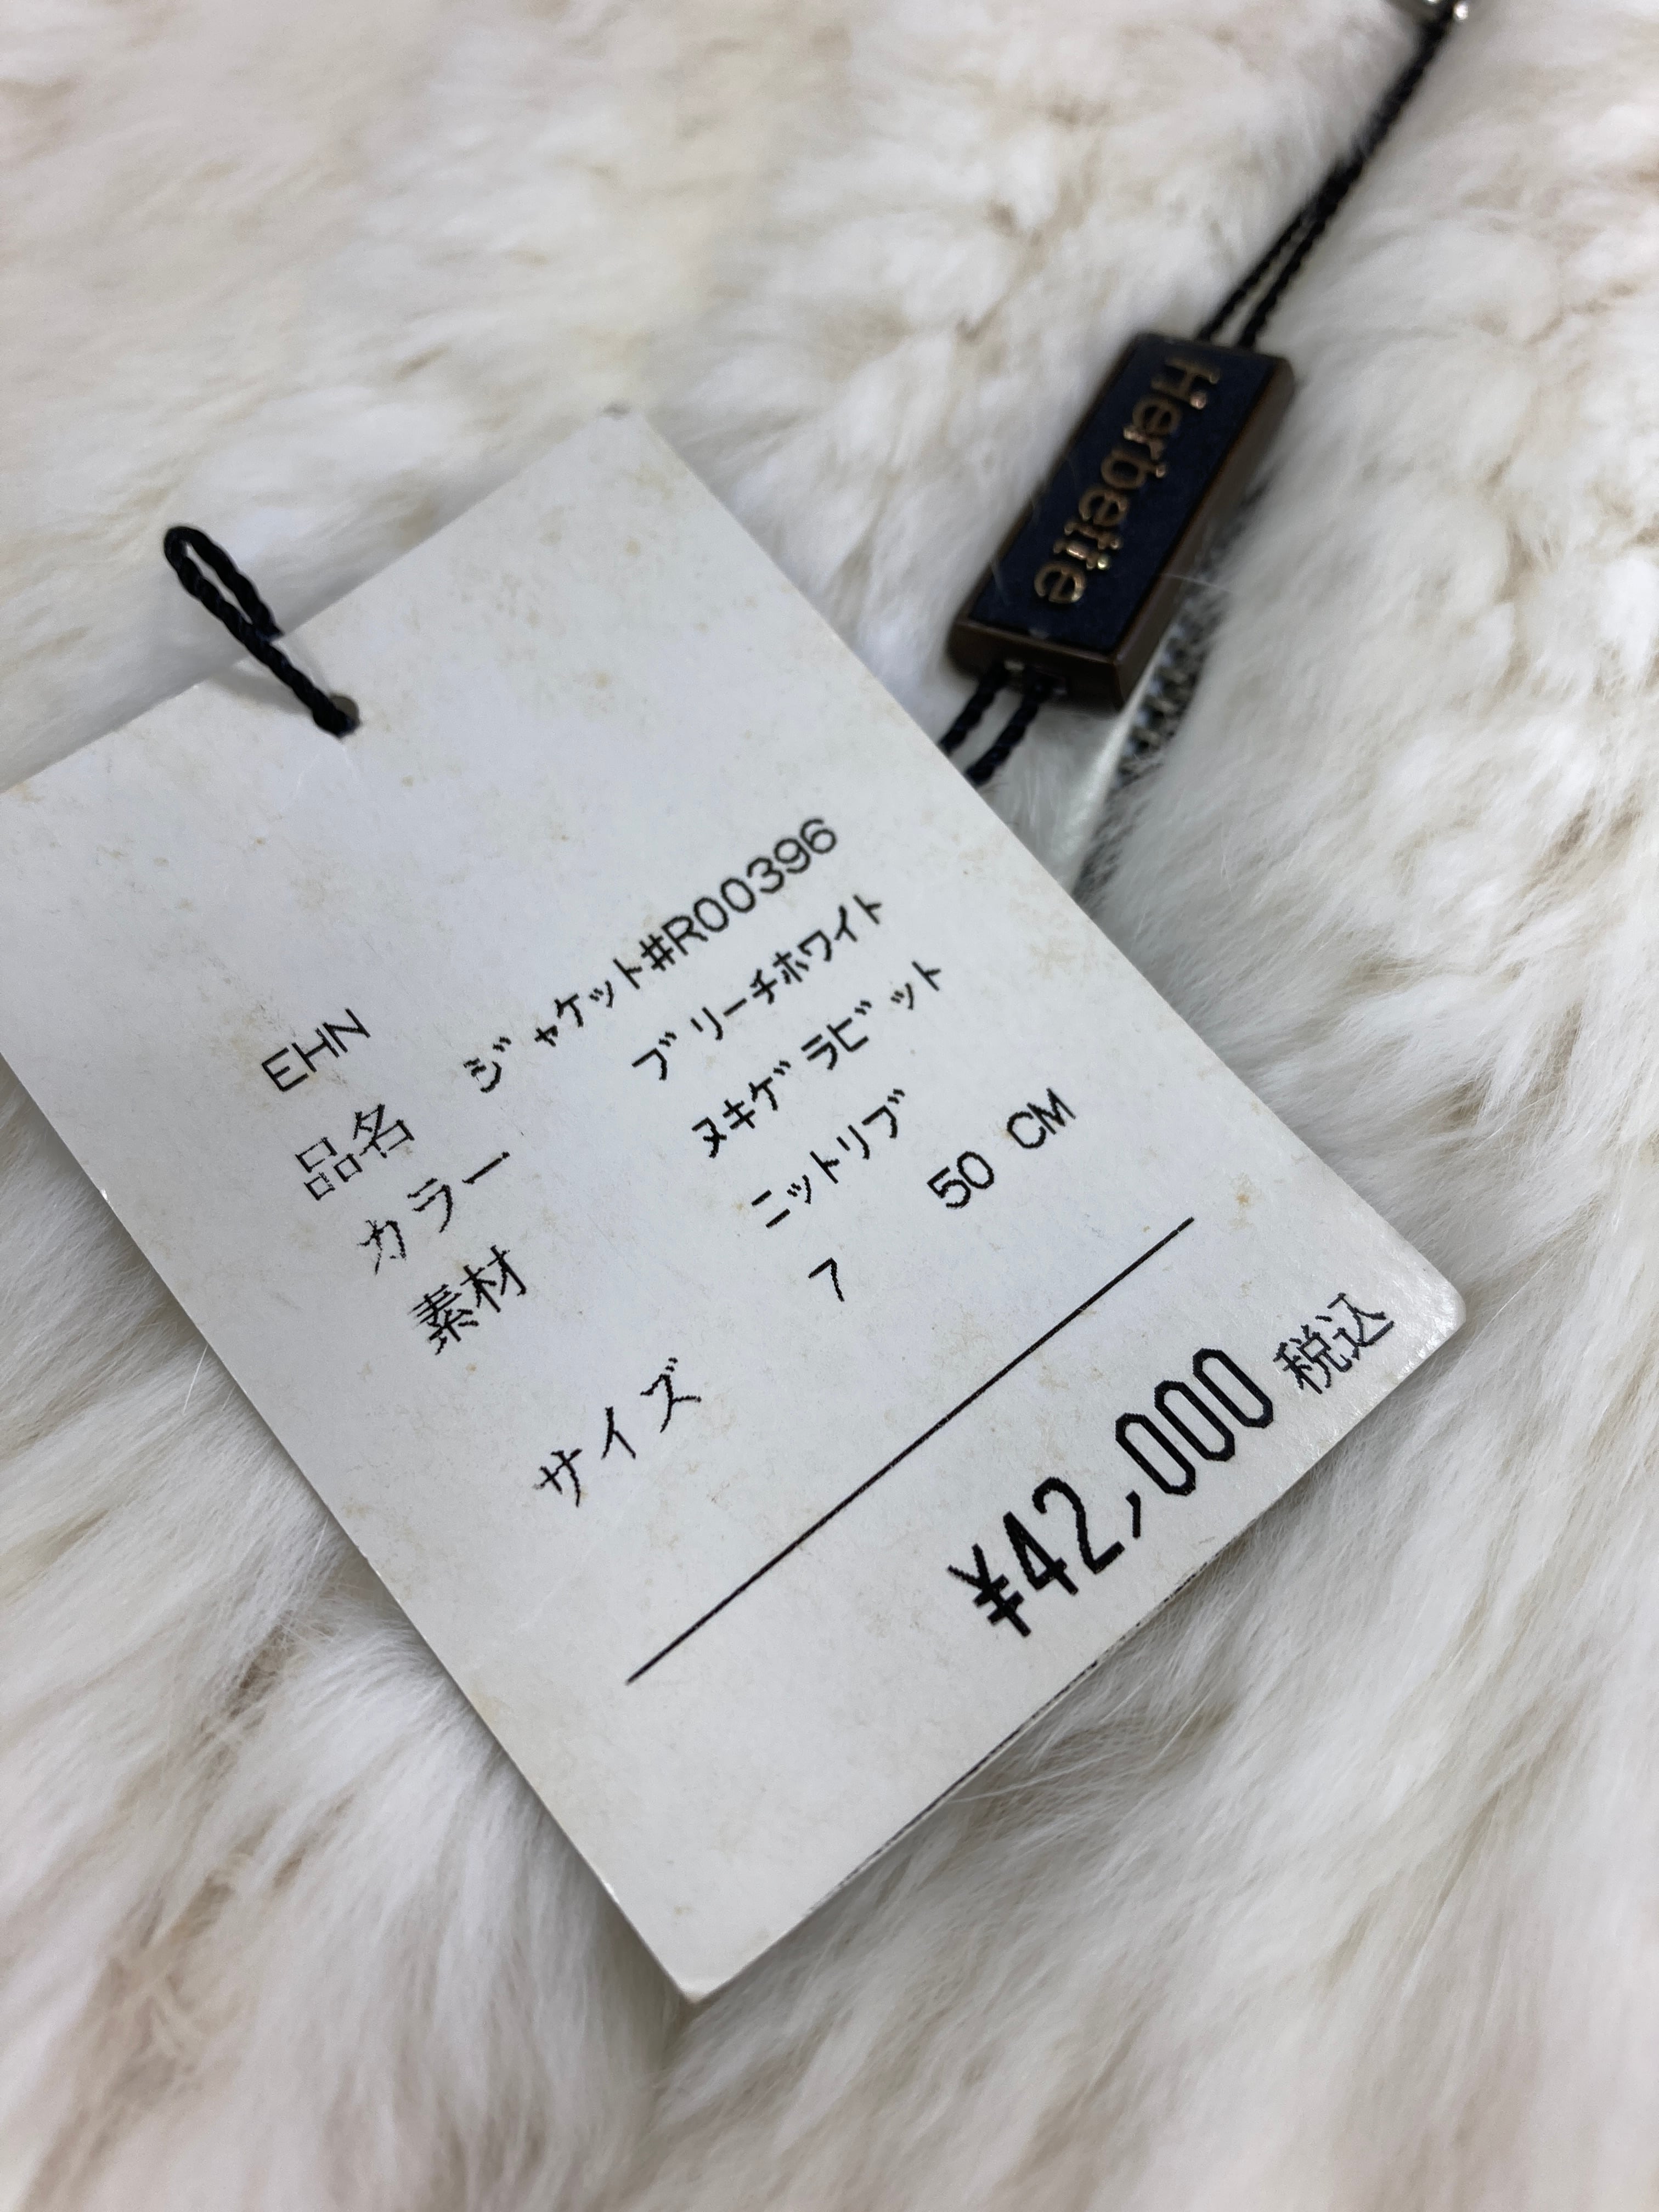 Herbette
EHN
品名 ジャケット#R00396
カラー ブリーチホワイト
素材 ヌキゲラビット
ニットリブ
サイズ 7 50 CM
¥42,000 税込